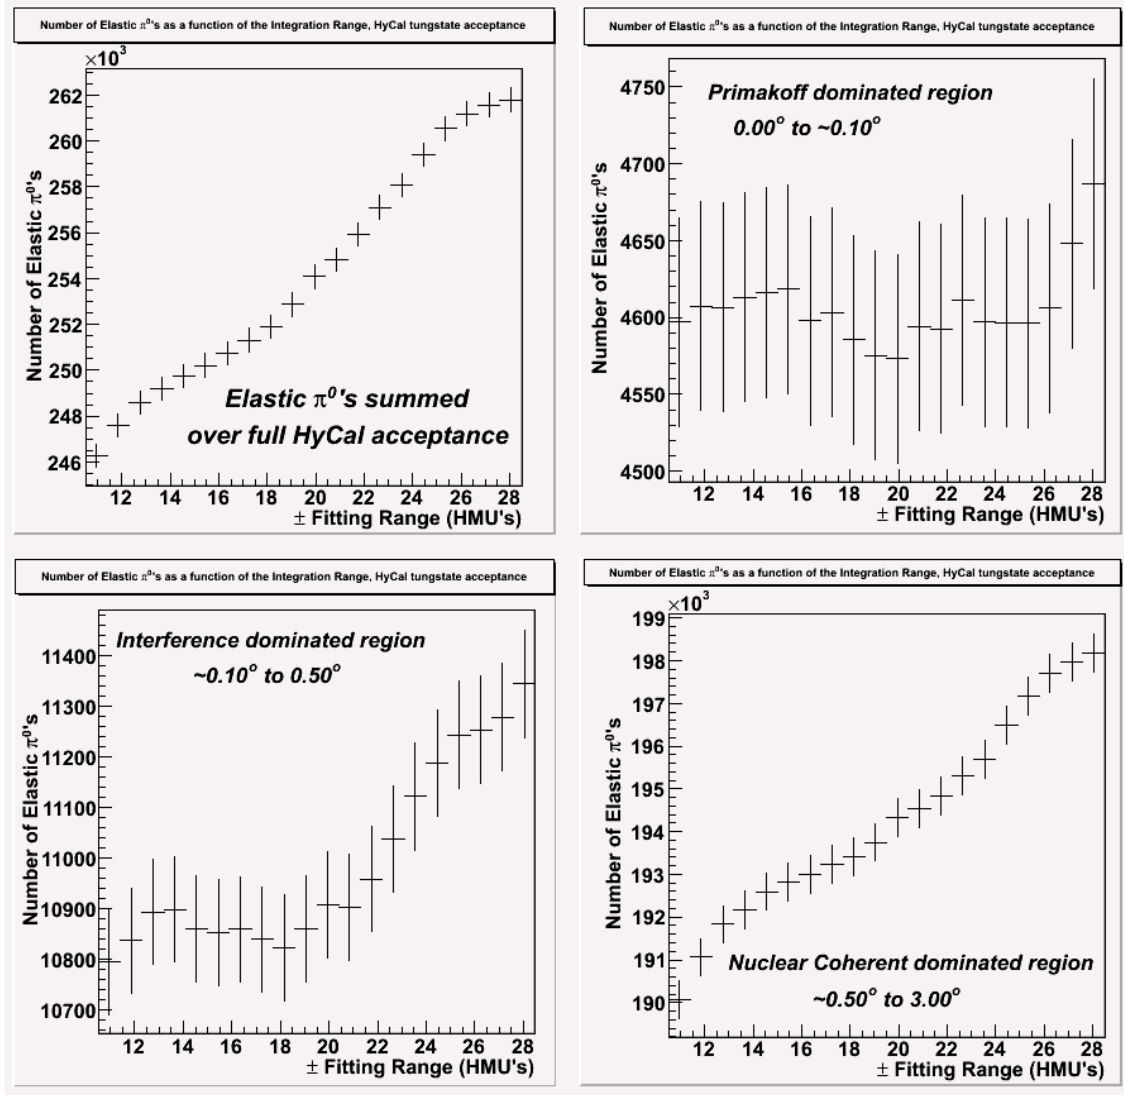 Number of Elastic π⁰'s as a function of the Integration Range, HyCal tungstate acceptance
×10³
262
260
258
256
254
252
250
248
246
Number of Elastic π⁰'s
Elastic π⁰'s summed
over full HyCal acceptance
12 14 16 18 20 22 24 26 28
± Fitting Range (HMU's)
Number of Elastic π⁰'s as a function of the Integration Range, HyCal tungstate acceptance
4750
4700
4650
4600
4550
4500
Number of Elastic π⁰'s
Primakoff dominated region
0.00° to ~0.10°
12 14 16 18 20 22 24 26 28
± Fitting Range (HMU's)
Number of Elastic π⁰'s as a function of the Integration Range, HyCal tungstate acceptance
11400
11300
11200
11100
11000
10900
10800
10700
Number of Elastic π⁰'s
Interference dominated region
~0.10° to 0.50°
12 14 16 18 20 22 24 26 28
± Fitting Range (HMU's)
Number of Elastic π⁰'s as a function of the Integration Range, HyCal tungstate acceptance
×10³
199
198
197
196
195
194
193
192
191
190
Number of Elastic π⁰'s
Nuclear Coherent dominated region
~0.50° to 3.00°
12 14 16 18 20 22 24 26 28
± Fitting Range (HMU's)